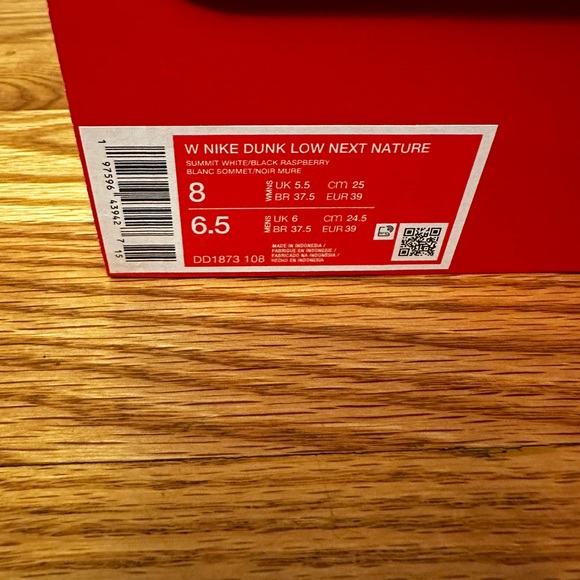 W NIKE DUNK LOW NEXT NATURE
SUMMIT WHITE/BLACK RASPBERRY
BLANC SOMMET/NOIR MURE
8 WMNS UK 5.5 cm 25
BR 37.5 EUR 39
6.5 MENS UK 6 cm 24.5
BR 37.5 EUR 39
MADE IN INDONESIA /
FABRIQUE EN INDONESIE /
FABRICADO NA INDONESIA /
HECHO EN INDONESIA
DD1873 108
1 97596 43942 7 15